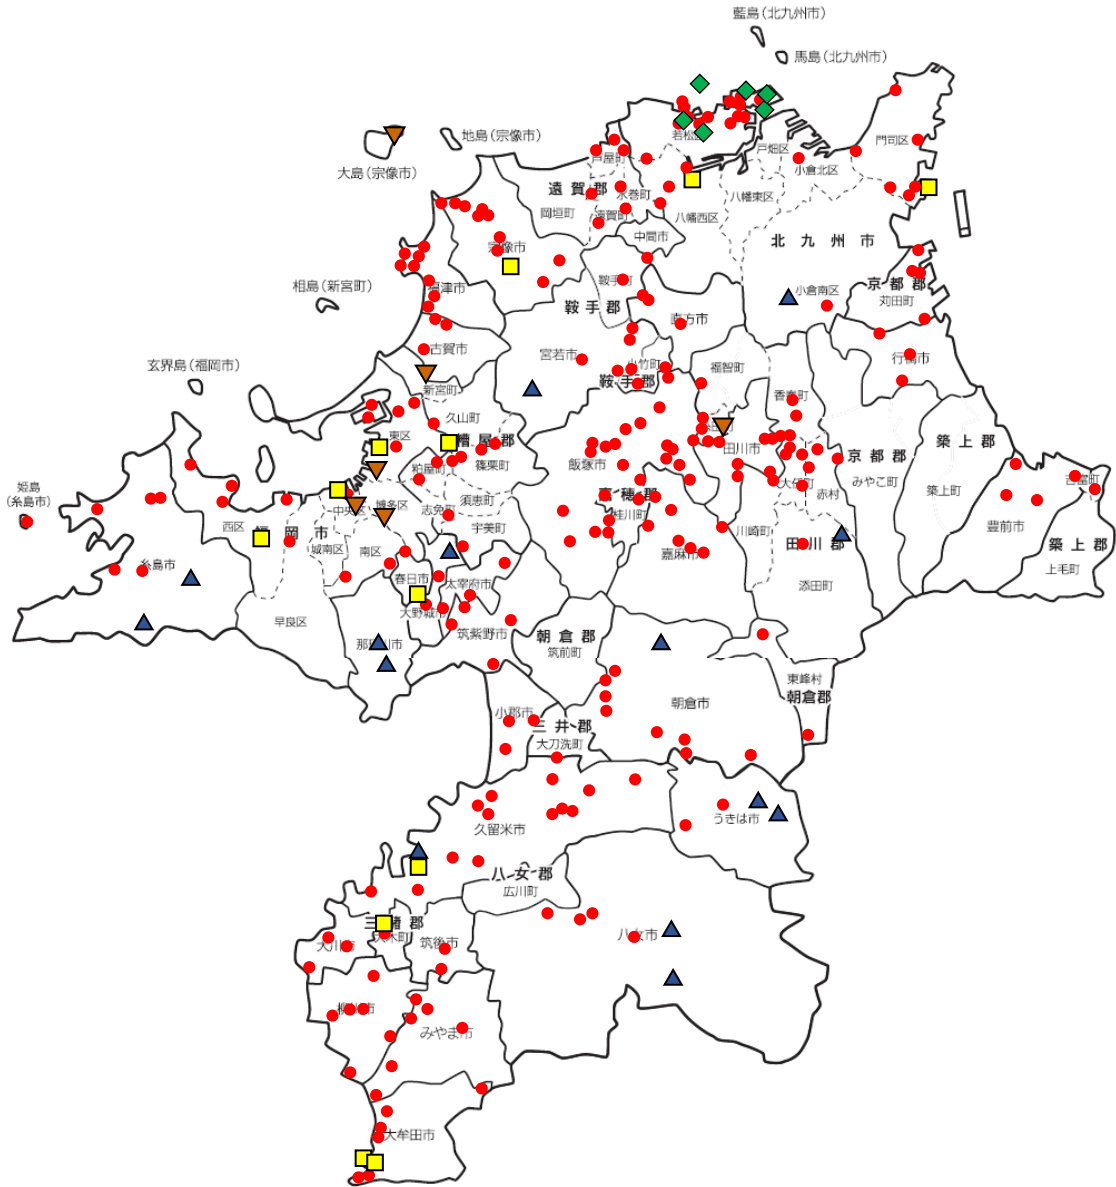 藍島（北九州市）
馬島（北九州市）
地島（宗像市）
大島（宗像市）
相島（新宮町）
玄界島（福岡市）
姫島
（糸島市）
門司区
戸畑区
小倉北区
芦屋町
遠賀郡
水巻町
岡垣町
遠賀町
八幡東区
八幡西区
中間市
北九州市
宗像市
鞍手町
小倉南区
京都郡
苅田町
福津市
鞍手郡
直方市
古賀市
宮若市
小竹町
福智町
行橋市
新宮町
鞍手郡
香春町
久山町
東区
糟屋郡
田川市
築上郡
粕屋町
篠栗町
飯塚市
京都郡
大任町
みやこ町
赤村
吉富町
嘉穂郡
桂川町
築上町
豊前市
西区
福岡市
中央区
博多区
志免町
須恵町
宇美町
川崎町
田川郡
築上郡
上毛町
城南区
南区
嘉麻市
糸島市
春日市
太宰府市
添田町
早良区
大野城市
筑紫野市
朝倉郡
筑前町
那珂川市
東峰村
朝倉郡
朝倉市
小郡市
三井郡
大刀洗町
うきは市
久留米市
八女郡
広川町
三潴郡
大木町
大川市
筑後市
八女市
柳川市
みやま市
大牟田市